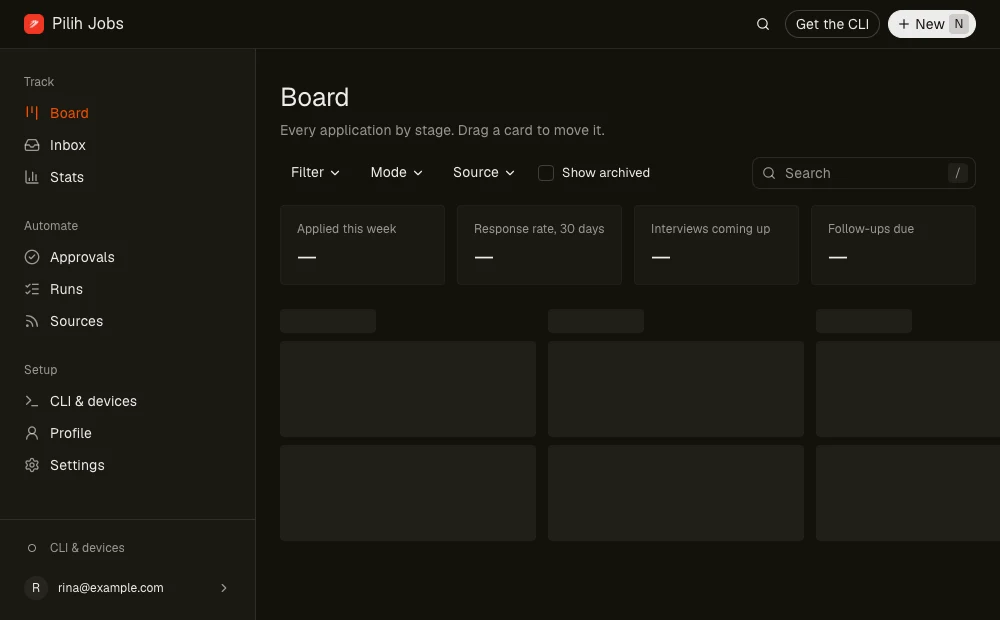 Pilih Jobs
Get the CLI
+ New N
Track
Board
Inbox
Stats
Automate
Approvals
Runs
Sources
Setup
CLI & devices
Profile
Settings
CLI & devices
R rina@example.com
Board
Every application by stage. Drag a card to move it.
Filter Mode Source Show archived
Search /
Applied this week
—
Response rate, 30 days
—
Interviews coming up
—
Follow-ups due
—